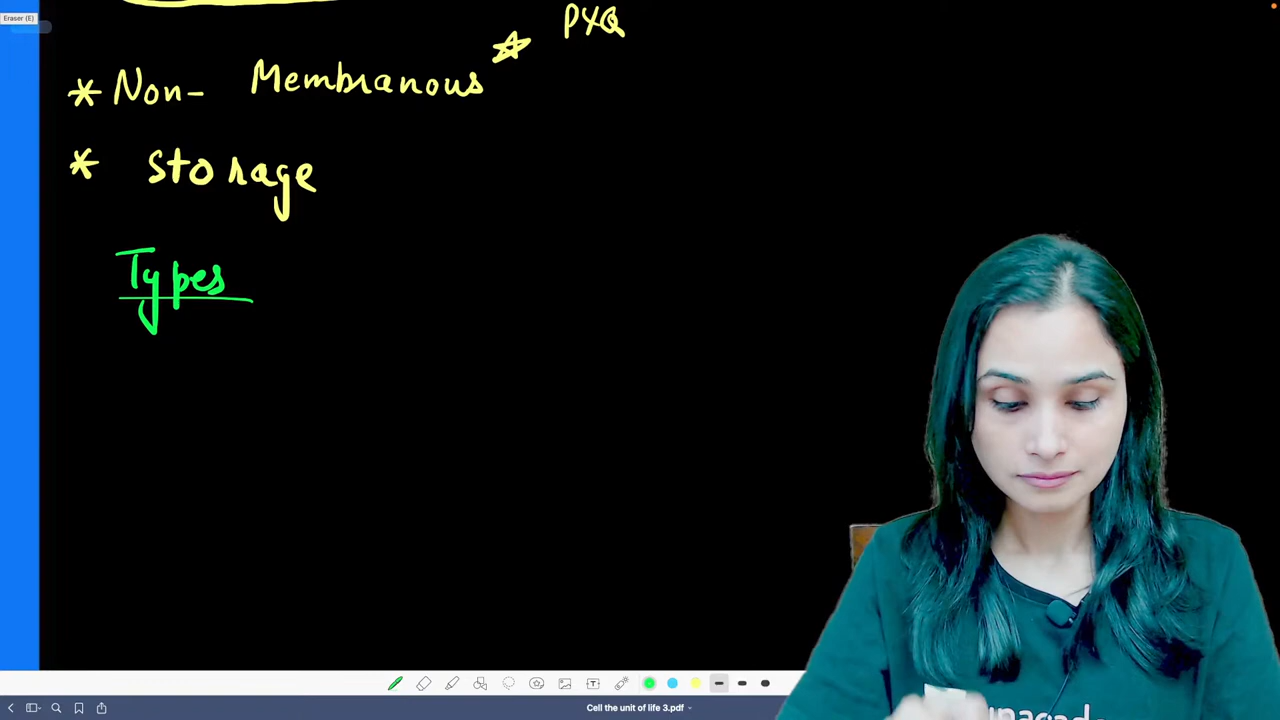 Eraser (E)
PYQ
* Non- Membranous
* Storage
Types
Cell the unit of life 3.pdf